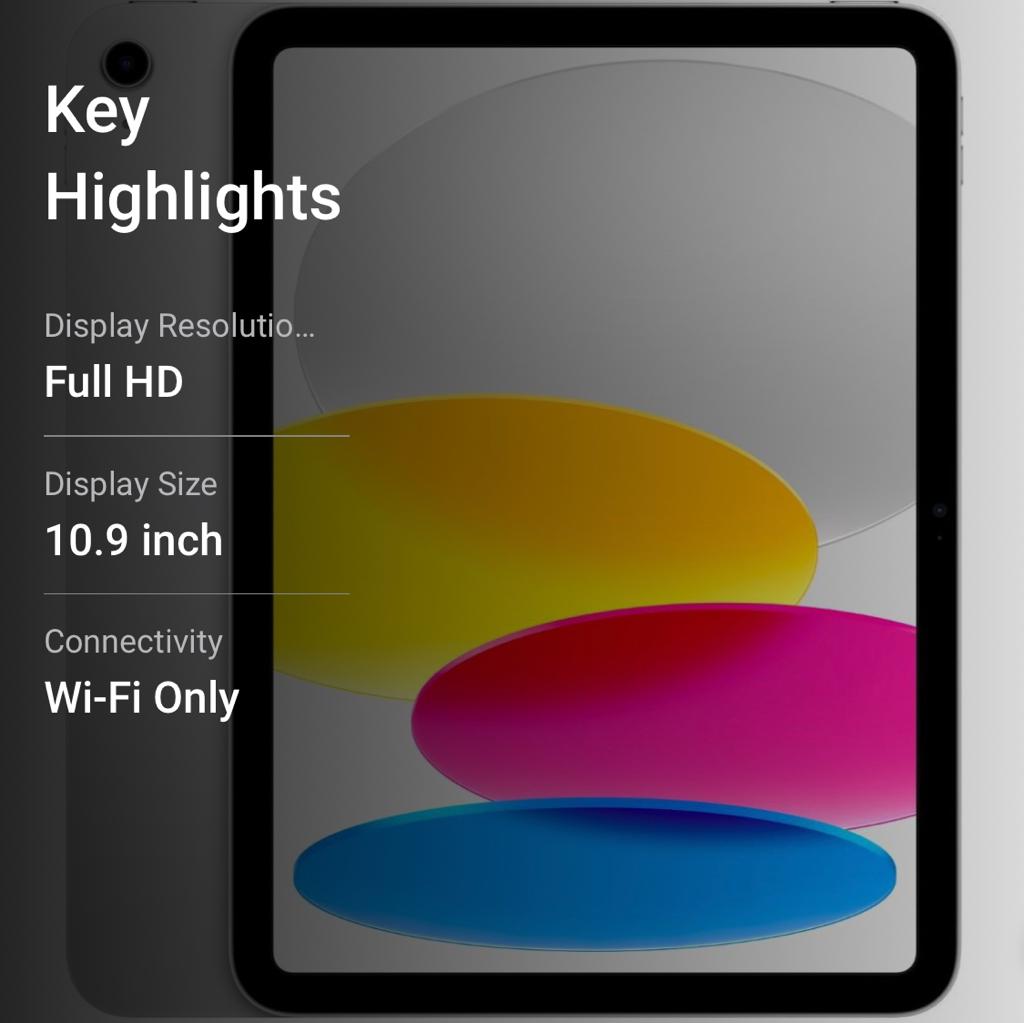 Key
Highlights
Display Resolutio...
Full HD
Display Size
10.9 inch
Connectivity
Wi-Fi Only